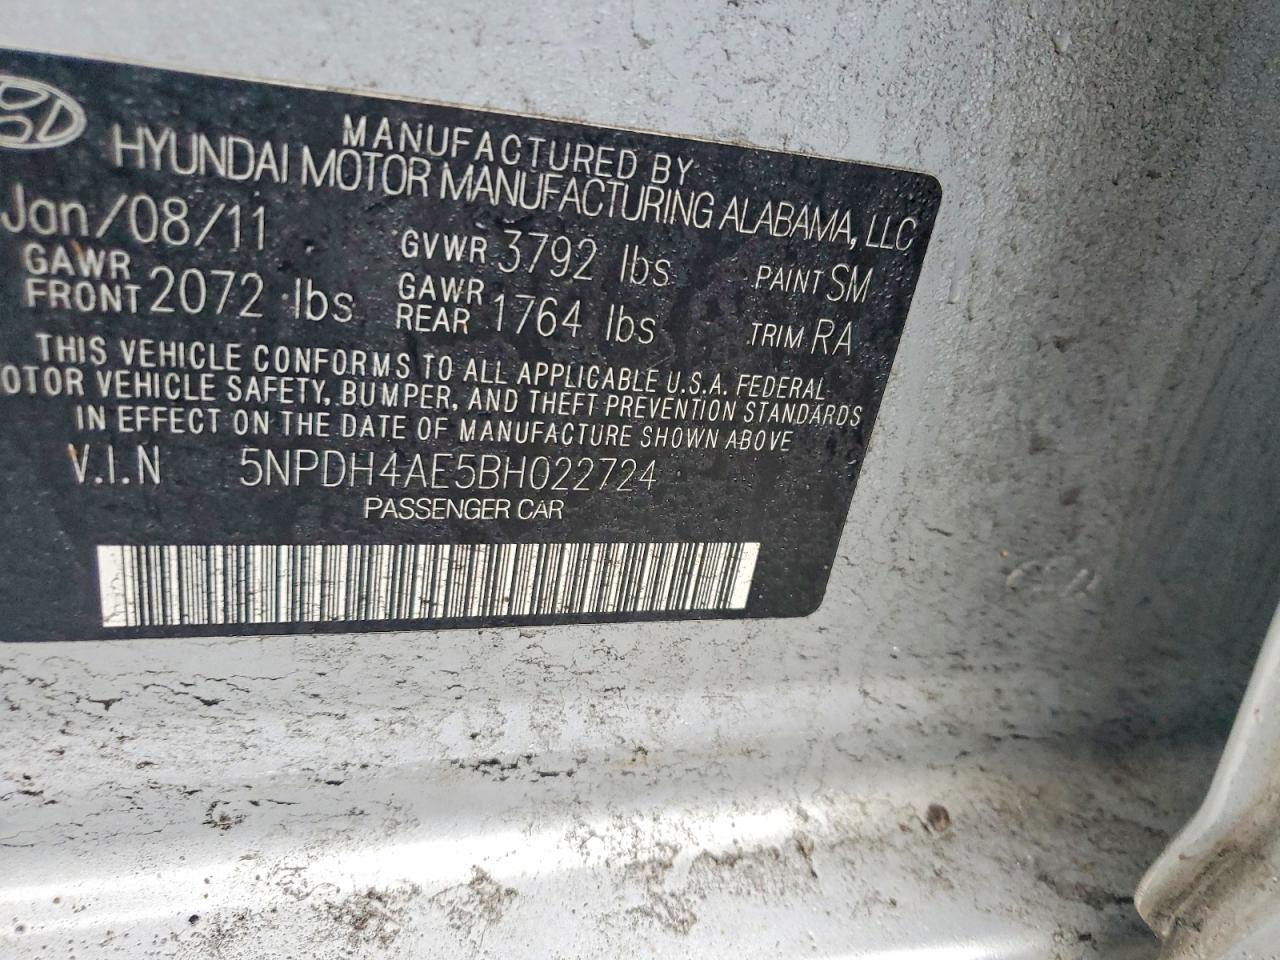 MANUFACTURED BY
HYUNDAI MOTOR MANUFACTURING ALABAMA, LLC
Jan/08/11 GVWR 3792 lbs PAINT SM
GAWR FRONT 2072 lbs GAWR REAR 1764 lbs TRIM RA
THIS VEHICLE CONFORMS TO ALL APPLICABLE U.S.A. FEDERAL
OTOR VEHICLE SAFETY, BUMPER, AND THEFT PREVENTION STANDARDS
IN EFFECT ON THE DATE OF MANUFACTURE SHOWN ABOVE
V.I.N 5NPDH4AE5BH022724
PASSENGER CAR